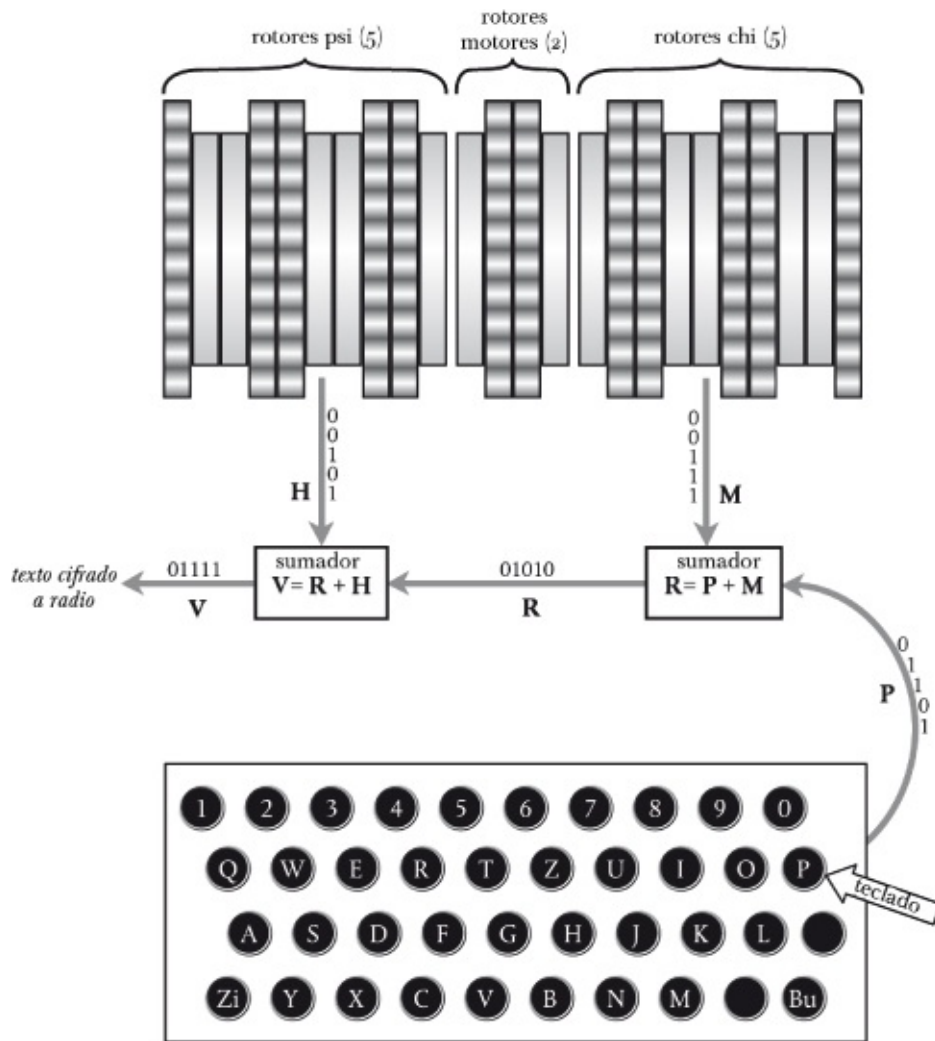 rotores psi (5)
rotores
motores (2)
rotores chi (5)
0
0
1
0
1
H
0
0
1
1
1
M
texto cifrado
a radio
01111
V
sumador
V= R + H
01010
R
sumador
R= P + M
P
0
1
1
0
1
1 2 3 4 5 6 7 8 9 0
Q W E R T Z U I O P
teclado
A S D F G H J K L
Zi Y X C V B N M Bu